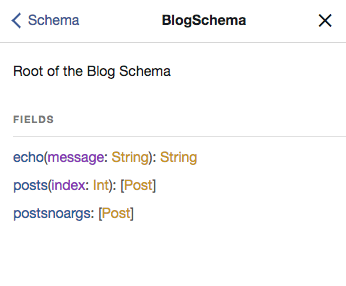 Schema BlogSchema
Root of the Blog Schema
FIELDS
echo(message: String): String
posts(index: Int): [Post]
postsnoargs: [Post]